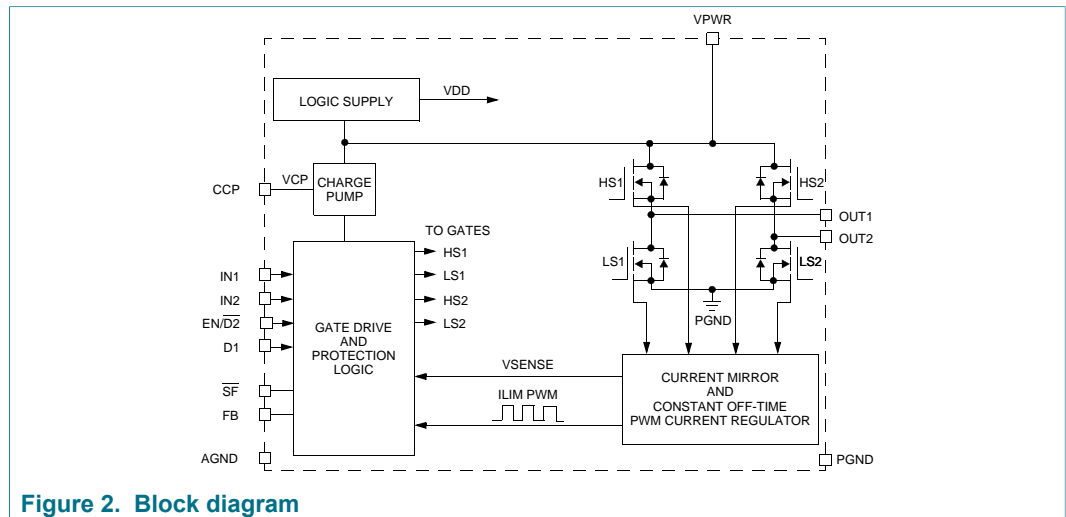 VPWR
LOGIC SUPPLY
VDD
CCP
VCP
CHARGE
PUMP
HS1
HS2
OUT1
OUT2
TO GATES
HS1
LS1
HS2
LS2
LS1
LS2
PGND
IN1
IN2
EN/D2
D1
SF
FB
AGND
GATE DRIVE
AND
PROTECTION
LOGIC
VSENSE
ILIM PWM
CURRENT MIRROR
AND
CONSTANT OFF-TIME
PWM CURRENT REGULATOR
PGND
Figure 2. Block diagram